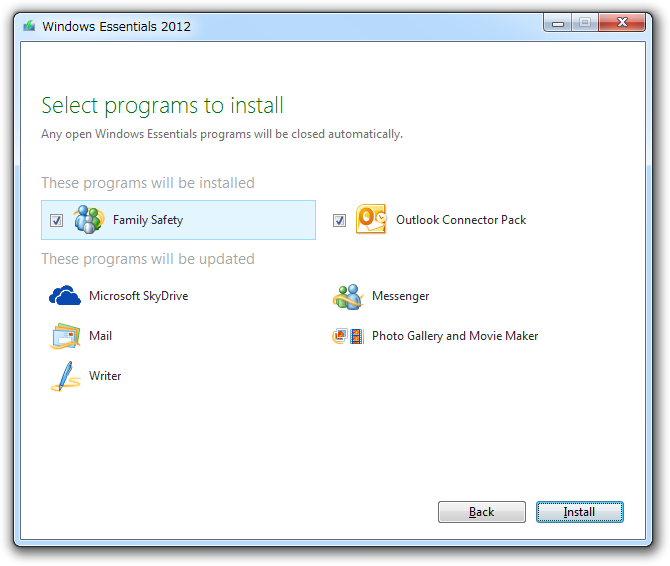 Windows Essentials 2012
Select programs to install
Any open Windows Essentials programs will be closed automatically.
These programs will be installed
Family Safety
Outlook Connector Pack
These programs will be updated
Microsoft SkyDrive
Messenger
Mail
Photo Gallery and Movie Maker
Writer
Back
Install